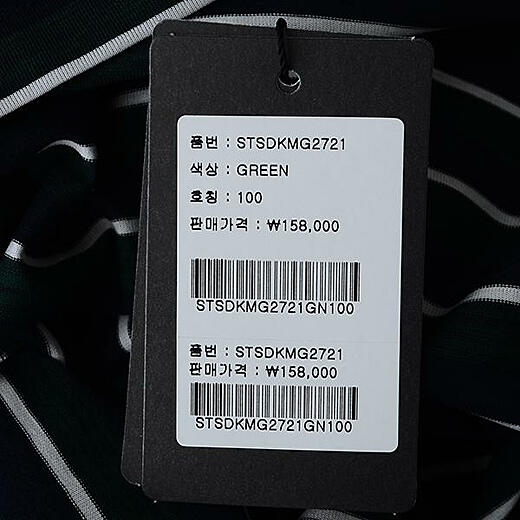 품번 : STSDKMG2721
색상 : GREEN
호칭 : 100
판매가격 : ₩158,000
STSDKMG2721GN100
품번 : STSDKMG2721
판매가격 : ₩158,000
STSDKMG2721GN100